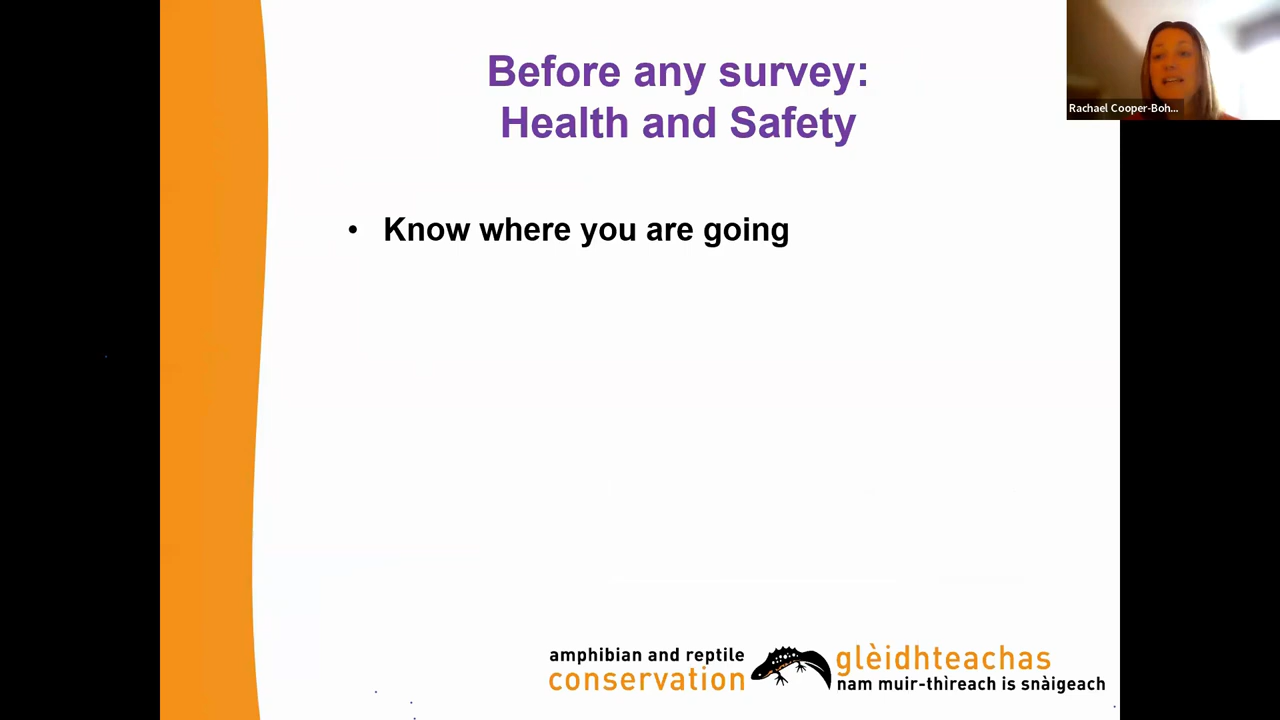 Before any survey:
Health and Safety
Rachael Cooper-Boh...
• Know where you are going
amphibian and reptile
conservation
glèidhteachas
nam muir-thìreach is snàigeach